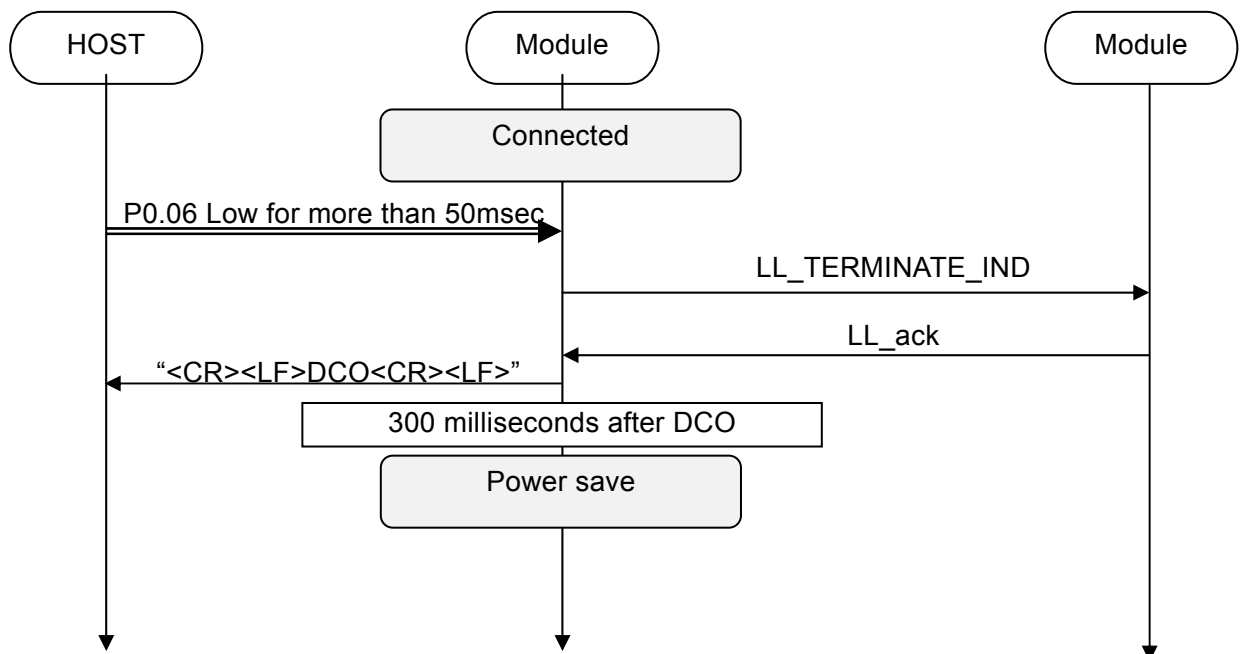 HOST
Module
Module
Connected
P0.06 Low for more than 50msec
LL_TERMINATE_IND
LL_ack
“<CR><LF>DCO<CR><LF>”
300 milliseconds after DCO
Power save